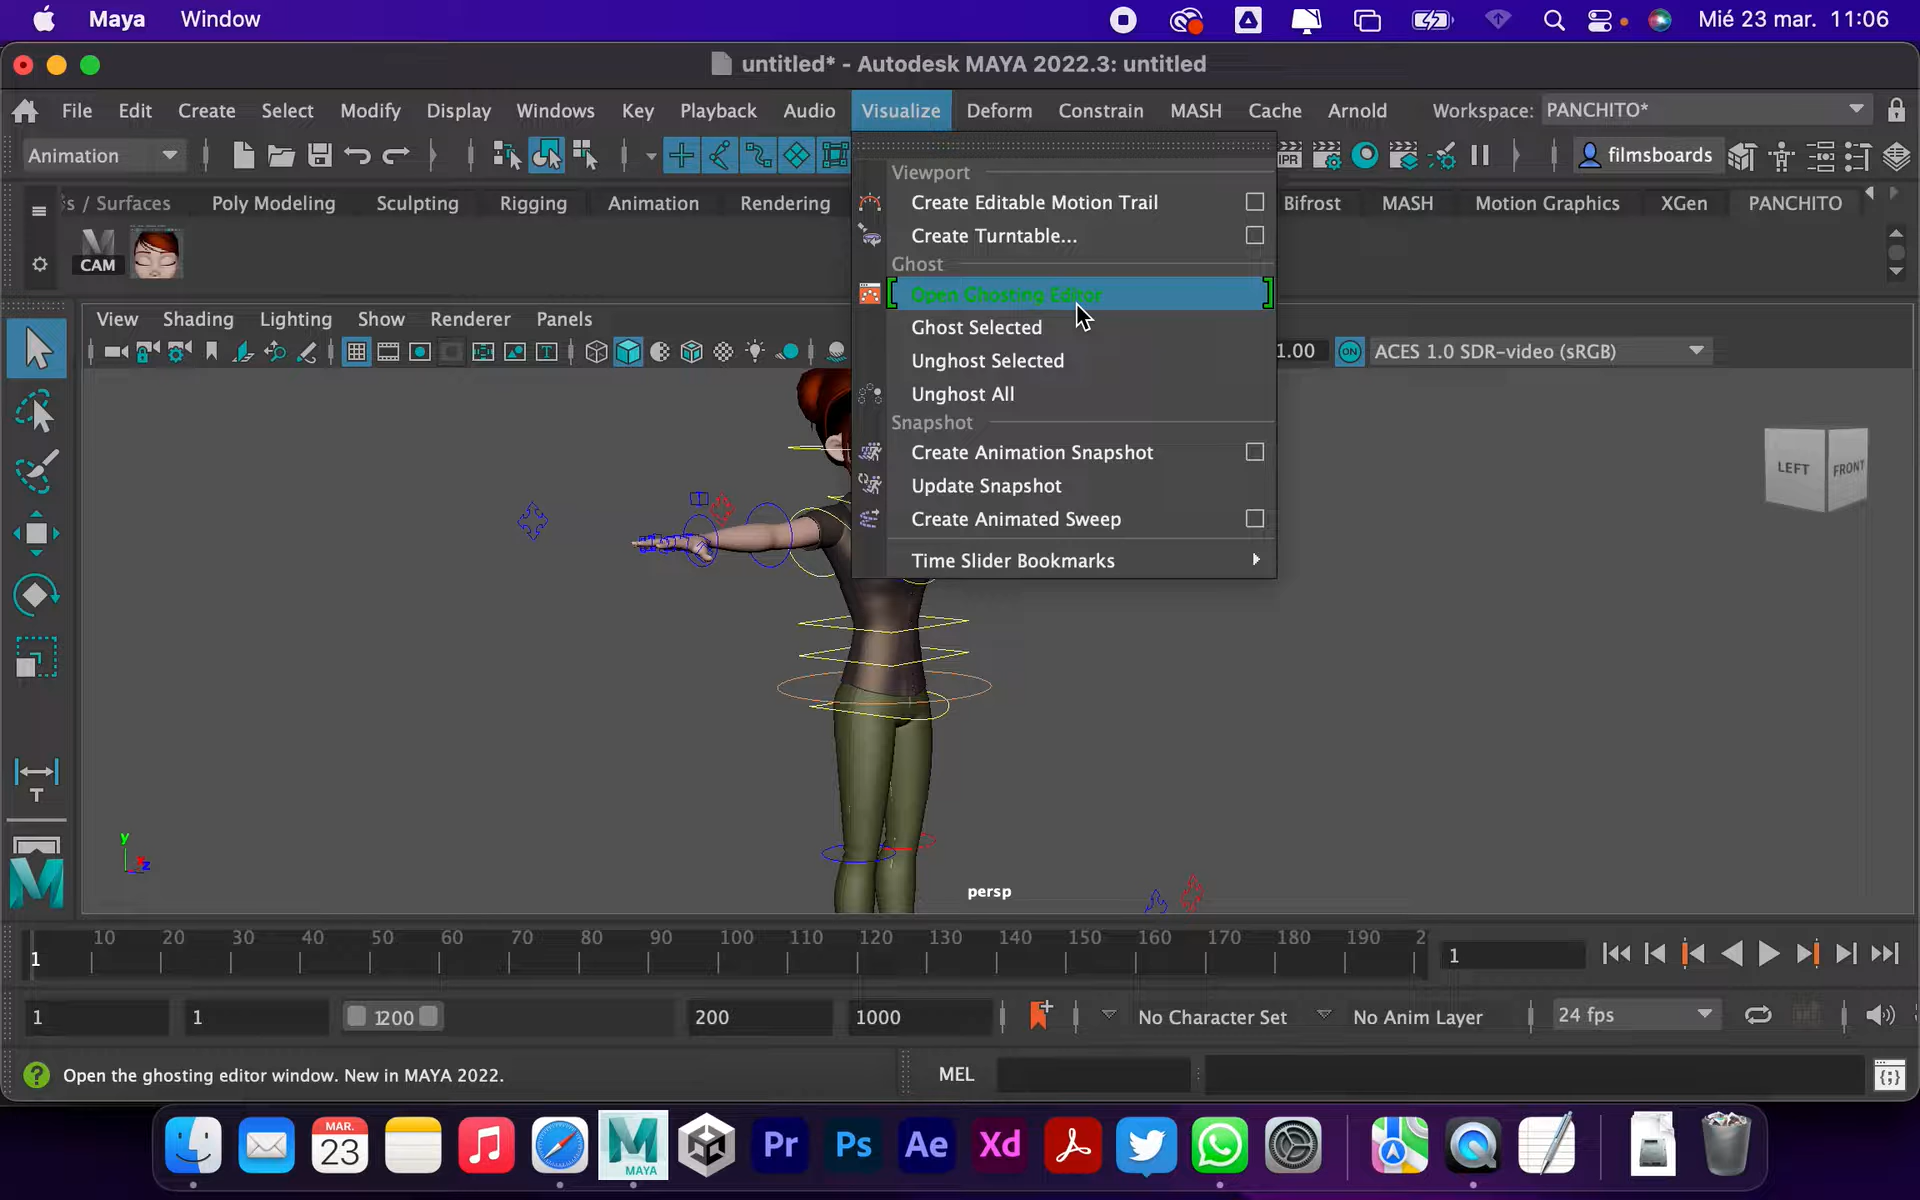 Maya Window Mié 23 mar. 11:06
untitled* - Autodesk MAYA 2022.3: untitled
File Edit Create Select Modify Display Windows Key Playback Audio Visualize Deform Constrain MASH Cache Arnold Workspace: PANCHITO*
Animation IPR filmsboards
s / Surfaces Poly Modeling Sculpting Rigging Animation Rendering Bifrost MASH Motion Graphics XGen PANCHITO
CAM
Viewport
Create Editable Motion Trail
Create Turntable...
Ghost
Open Ghosting Editor
Ghost Selected
Unghost Selected
Unghost All
Snapshot
Create Animation Snapshot
Update Snapshot
Create Animated Sweep
Time Slider Bookmarks
View Shading Lighting Show Renderer Panels
1.00 ON ACES 1.0 SDR-video (sRGB)
LEFT FRONT
T
y
z
persp
10 20 30 40 50 60 70 80 90 100 110 120 130 140 150 160 170 180 190 2
1 1
1 1 1 200 200 1000 No Character Set No Anim Layer 24 fps
? Open the ghosting editor window. New in MAYA 2022. MEL
MAR.
23 MAYA Pr Ps Ae Xd